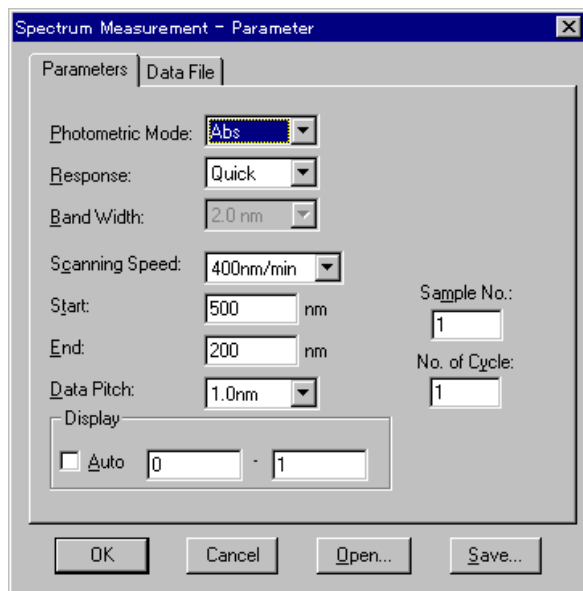 Spectrum Measurement - Parameter
Parameters Data File
Photometric Mode: Abs
Response: Quick
Band Width: 2.0 nm
Scanning Speed: 400nm/min
Sample No.:
Start: 500 nm
1
End: 200 nm
No. of Cycle:
Data Pitch: 1.0nm
1
Display
Auto 0 - 1
OK Cancel Open... Save...